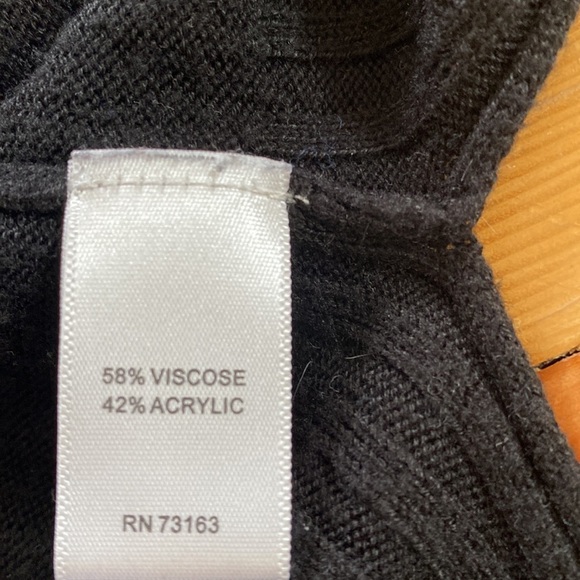 58% VISCOSE
42% ACRYLIC
RN 73163